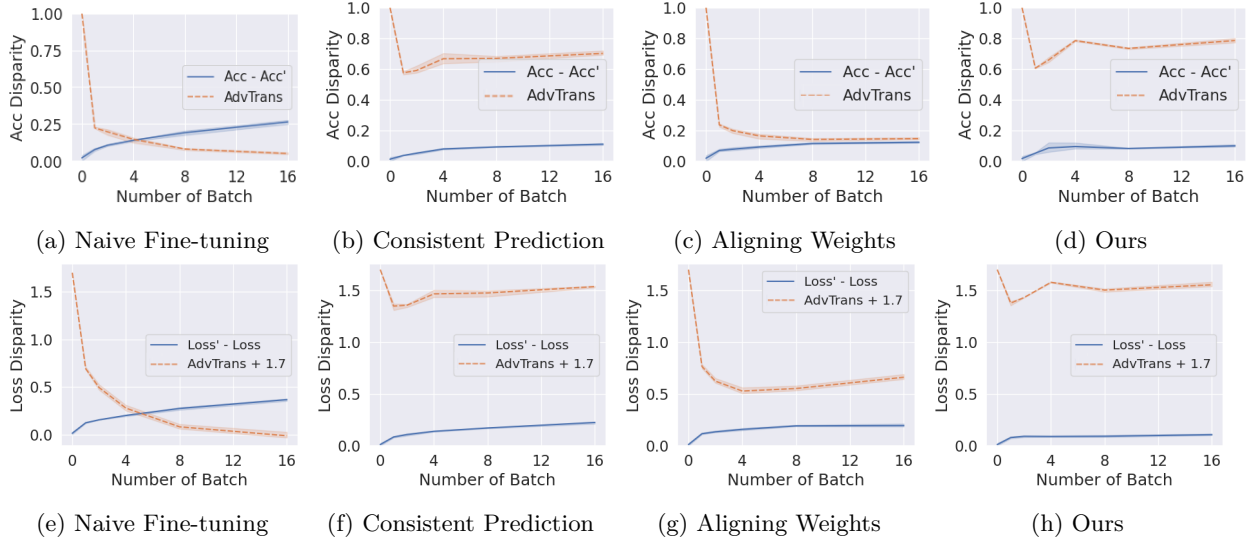 1.00
0.75
0.50
0.25
0.00
Acc Disparity
Acc - Acc'
AdvTrans
0 4 8 12 16
Number of Batch
(a) Naive Fine-tuning
1.0
0.8
0.6
0.4
0.2
0.0
Acc Disparity
Acc - Acc'
AdvTrans
0 4 8 12 16
Number of Batch
(b) Consistent Prediction
1.0
0.8
0.6
0.4
0.2
0.0
Acc Disparity
Acc - Acc'
AdvTrans
0 4 8 12 16
Number of Batch
(c) Aligning Weights
1.0
0.8
0.6
0.4
0.2
0.0
Acc Disparity
Acc - Acc'
AdvTrans
0 4 8 12 16
Number of Batch
(d) Ours
1.5
1.0
0.5
0.0
Loss Disparity
Loss' - Loss
AdvTrans + 1.7
0 4 8 12 16
Number of Batch
(e) Naive Fine-tuning
1.5
1.0
0.5
0.0
Loss Disparity
Loss' - Loss
AdvTrans + 1.7
0 4 8 12 16
Number of Batch
(f) Consistent Prediction
1.5
1.0
0.5
0.0
Loss Disparity
Loss' - Loss
AdvTrans + 1.7
0 4 8 12 16
Number of Batch
(g) Aligning Weights
1.5
1.0
0.5
0.0
Loss Disparity
Loss' - Loss
AdvTrans + 1.7
0 4 8 12 16
Number of Batch
(h) Ours